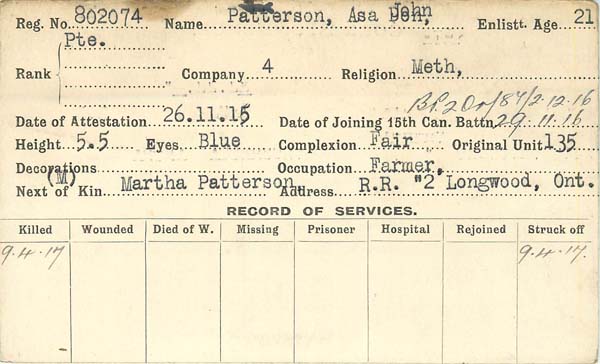 Reg. No. 802074 Name Patterson, Asa John, Enlistt. Age 21
Rank Pte. Company 4 Religion Meth,
B.P.2 Or/87/2.12.16
Date of Attestation 26.11.15 Date of Joining 15th Can. Battn. 29.11.16
Height 5.5 Eyes Blue Complexion Fair Original Unit 135
Decorations Occupation Farmer,
(M)
Next of Kin Martha Patterson, Address R.R. "2 Longwood, Ont.
RECORD OF SERVICES.
Killed Wounded Died of W. Missing Prisoner Hospital Rejoined Struck off
9.4.17 9.4.17.